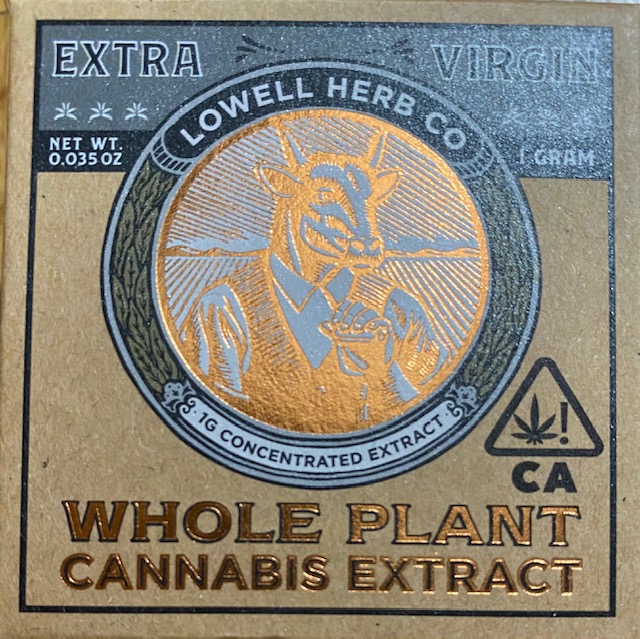 EXTRA VIRGIN
NET WT.
0.035 OZ
1 GRAM
LOWELL HERB CO
1G CONCENTRATED EXTRACT
CA
WHOLE PLANT
CANNABIS EXTRACT